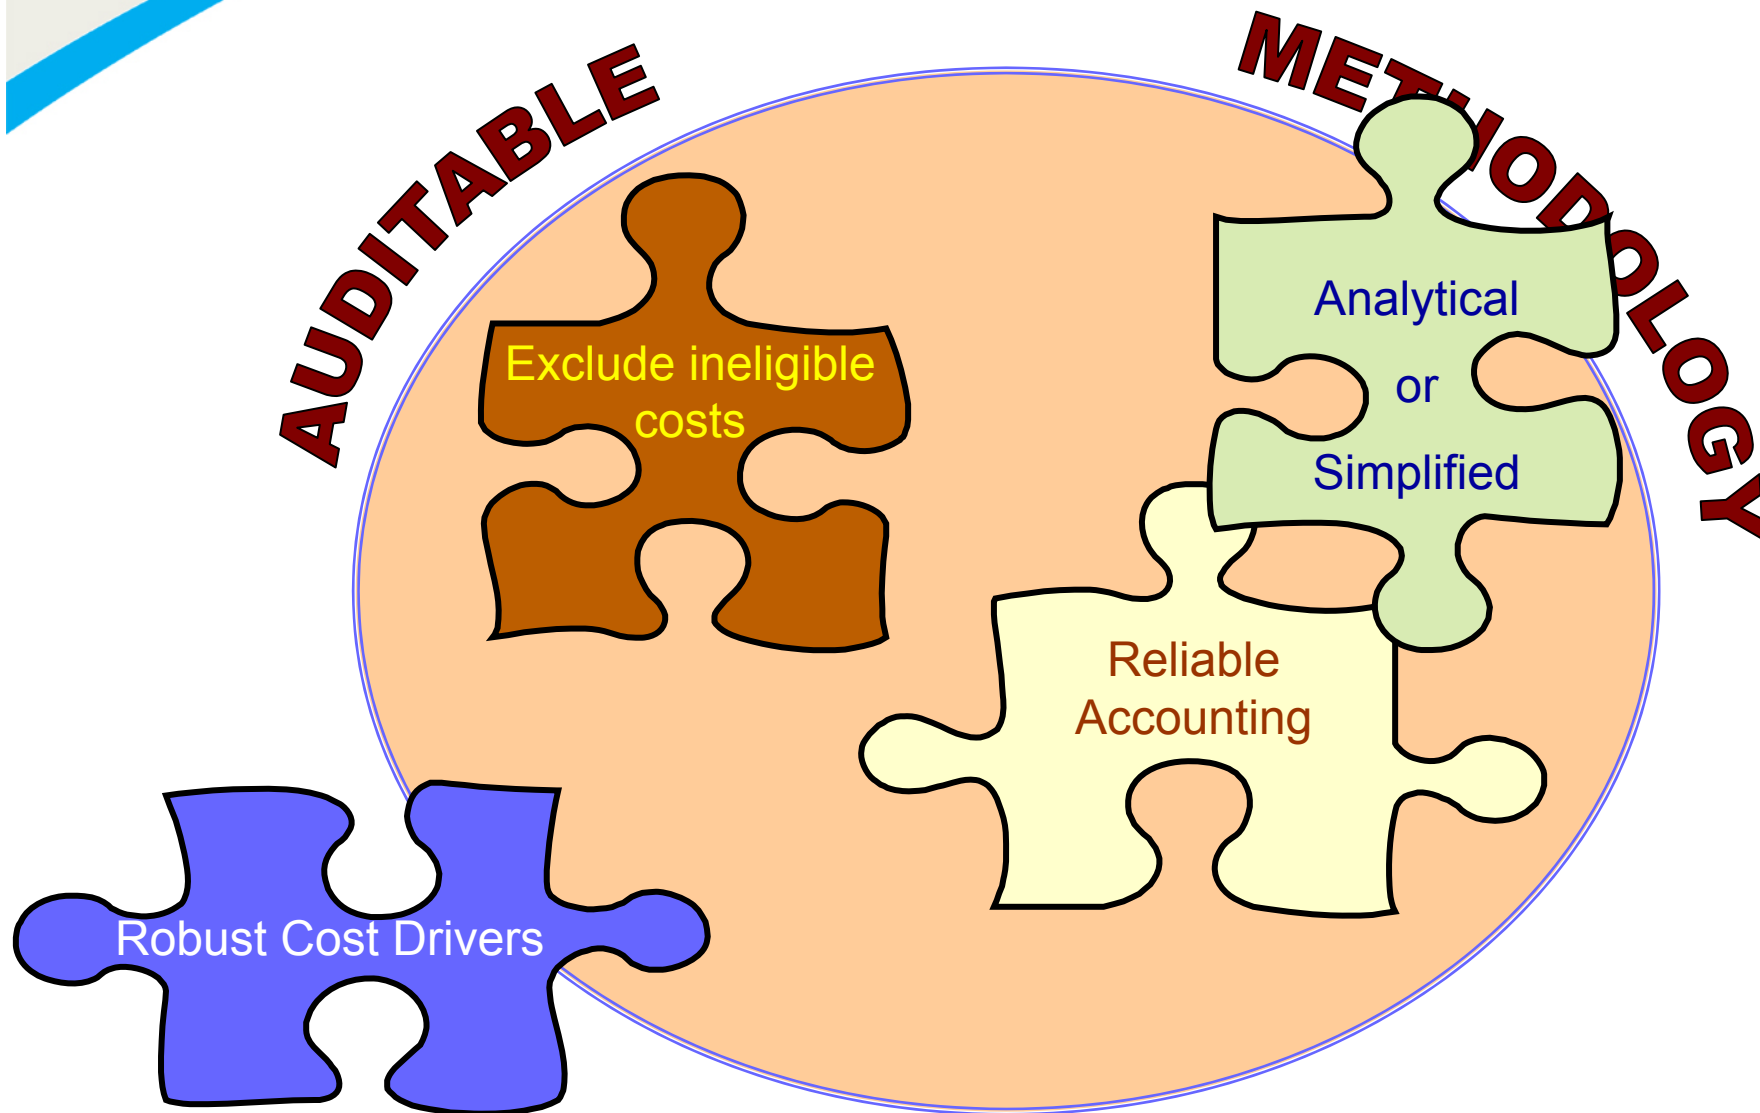 AUDITABLE
METHODOLOGY
Exclude ineligible
costs
Analytical
or
Simplified
Reliable
Accounting
Robust Cost Drivers